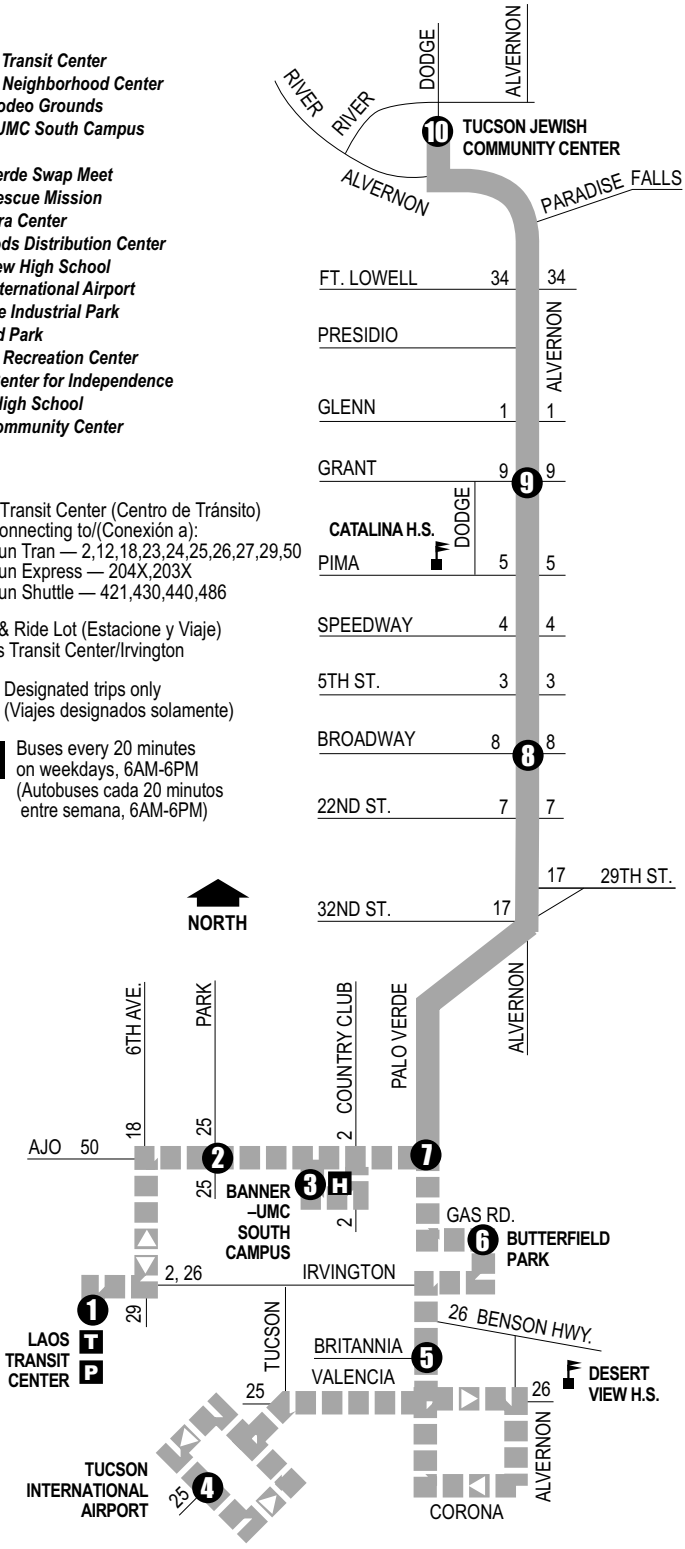 Transit Center
Neighborhood Center
odeo Grounds
UMC South Campus
erde Swap Meet
escue Mission
ra Center
ods Distribution Center
ew High School
ternational Airport
e Industrial Park
d Park
Recreation Center
Center for Independence
High School
ommunity Center
Transit Center (Centro de Tránsito)
onnecting to/(Conexión a):
un Tran — 2,12,18,23,24,25,26,27,29,50
un Express — 204X,203X
un Shuttle — 421,430,440,486
& Ride Lot (Estacione y Viaje)
s Transit Center/Irvington
Designated trips only
(Viajes designados solamente)
Buses every 20 minutes
on weekdays, 6AM-6PM
(Autobuses cada 20 minutos
entre semana, 6AM-6PM)
DODGE
ALVERNON
RIVER
RIVER
10
TUCSON JEWISH
COMMUNITY CENTER
ALVERNON
PARADISE FALLS
FT. LOWELL 34 34
ALVERNON
PRESIDIO
GLENN 1 1
GRANT 9 9
9
CATALINA H.S.
DODGE
PIMA 5 5
SPEEDWAY 4 4
5TH ST. 3 3
BROADWAY 8 8
8
22ND ST. 7 7
17 29TH ST.
32ND ST. 17
NORTH
6TH AVE.
PARK
COUNTRY CLUB
PALO VERDE
ALVERNON
18
25
2
AJO 50
2
7
25
3 H
2
BANNER
–UMC
SOUTH
CAMPUS
GAS RD.
6
BUTTERFIELD
PARK
2, 26
IRVINGTON
1
29
LAOS
TRANSIT
CENTER
T
P
TUCSON
26 BENSON HWY.
BRITANNIA
5
VALENCIA
DESERT
VIEW H.S.
25
26
ALVERNON
TUCSON
INTERNATIONAL
AIRPORT
25
4
CORONA